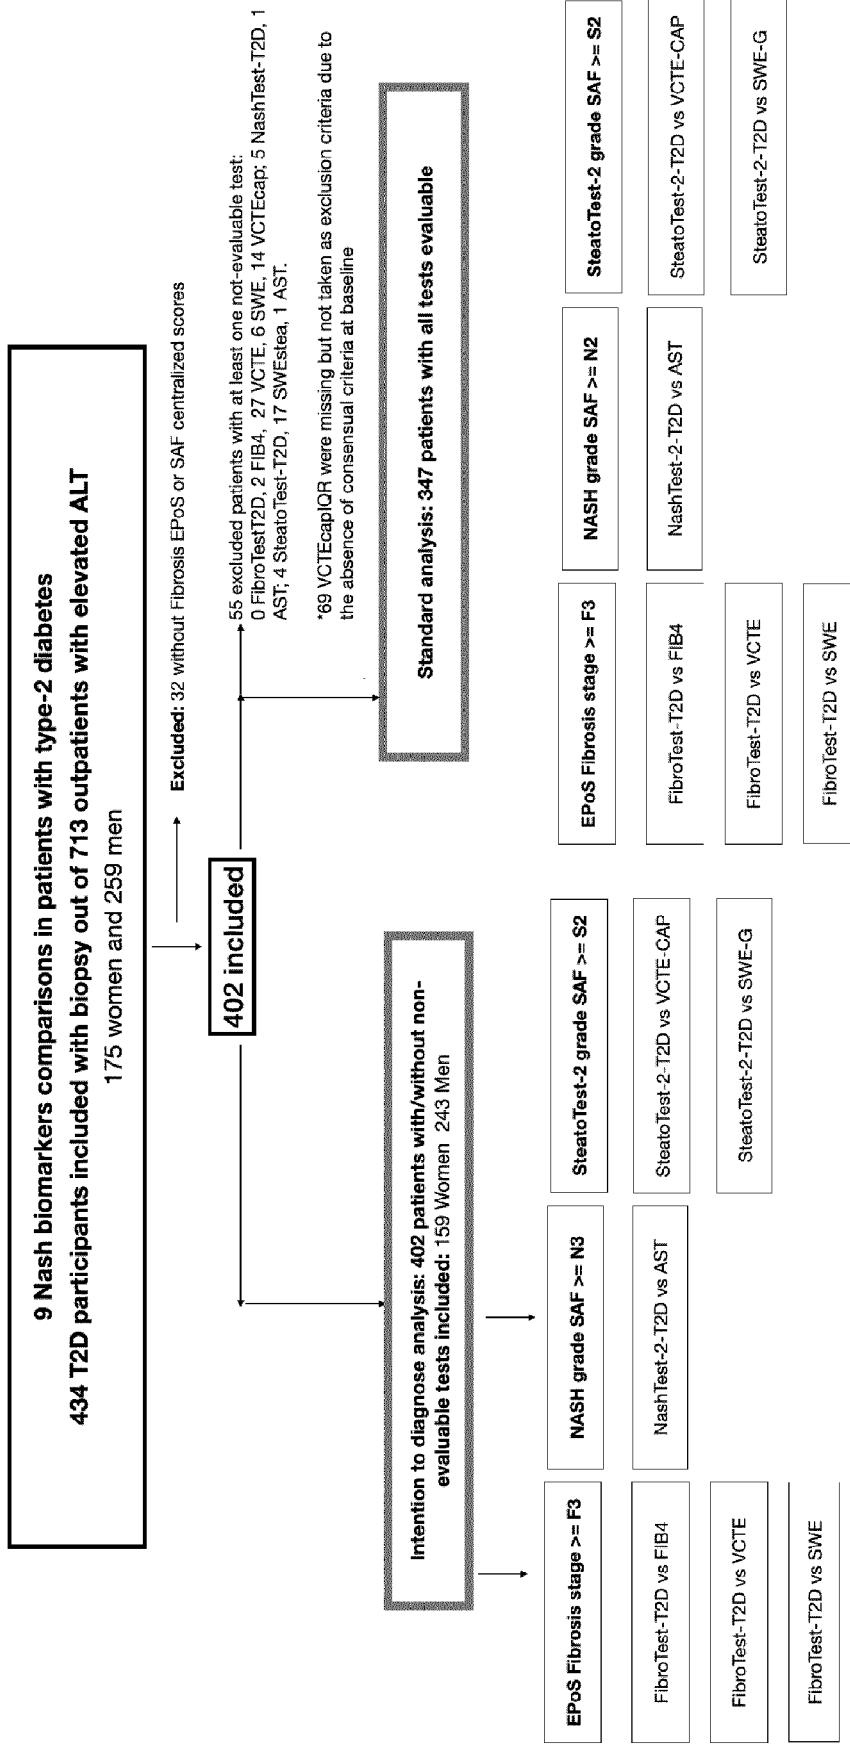 9 Nash biomarkers comparisons in patients with type-2 diabetes
434 T2D participants included with biopsy out of 713 outpatients with elevated ALT
175 women and 259 men
Excluded: 32 without Fibrosis EPoS or SAF centralized scores
402 included
55 excluded patients with at least one not-evaluable test:
0 FibroTestT2D, 2 FIB4, 27 VCTE, 6 SWE, 14 VCTEcap; 5 NashTest-T2D, 1
AST; 4 SteatoTest-T2D, 17 SWEstea, 1 AST.
*69 VCTEcapIQR were missing but not taken as exclusion criteria due to
the absence of consensual criteria at baseline
Intention to diagnose analysis: 402 patients with/without non-
evaluable tests included: 159 Women 243 Men
EPoS Fibrosis stage >= F3
FibroTest-T2D vs FIB4
FibroTest-T2D vs VCTE
FibroTest-T2D vs SWE
NASH grade SAF >= N3
NashTest-2-T2D vs AST
SteatoTest-2 grade SAF >= S2
SteatoTest-2-T2D vs VCTE-CAP
SteatoTest-2-T2D vs SWE-G
Standard analysis: 347 patients with all tests evaluable
EPoS Fibrosis stage >= F3
FibroTest-T2D vs FIB4
FibroTest-T2D vs VCTE
FibroTest-T2D vs SWE
NASH grade SAF >= N2
NashTest-2-T2D vs AST
SteatoTest-2 grade SAF >= S2
SteatoTest-2-T2D vs VCTE-CAP
SteatoTest-2-T2D vs SWE-G